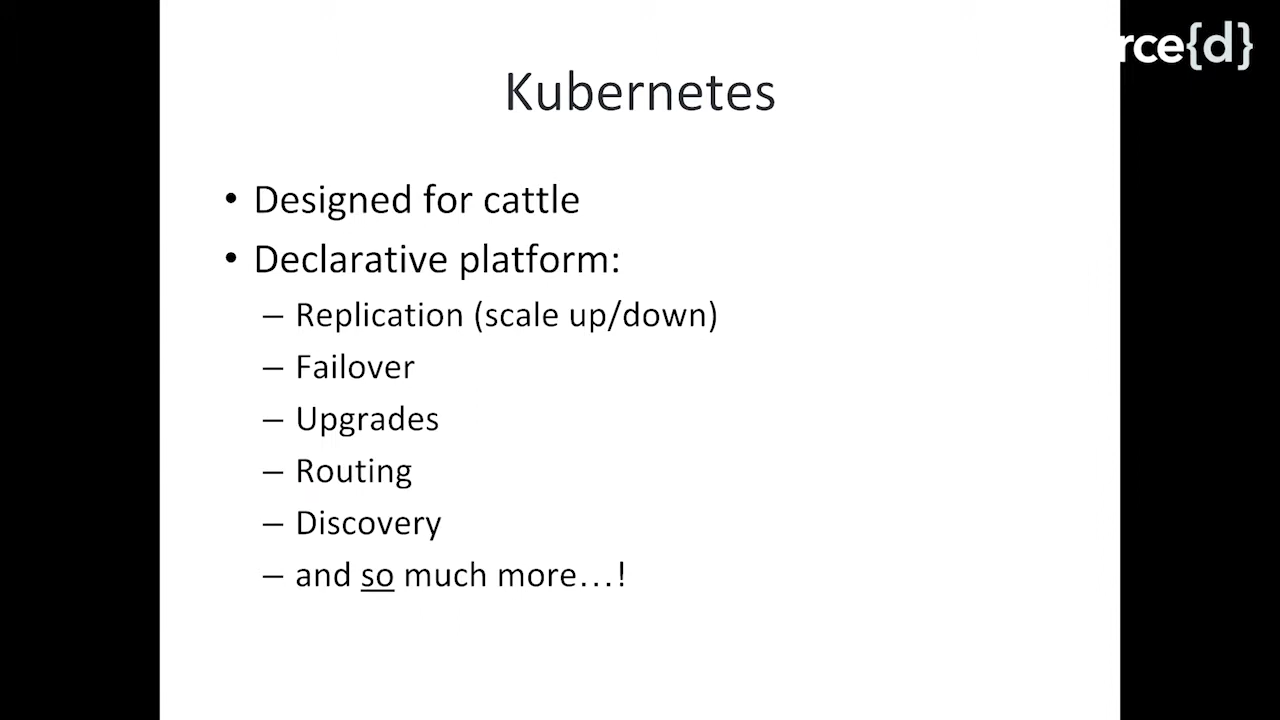 rce{d}
Kubernetes
• Designed for cattle
• Declarative platform:
– Replication (scale up/down)
– Failover
– Upgrades
– Routing
– Discovery
– and so much more...!